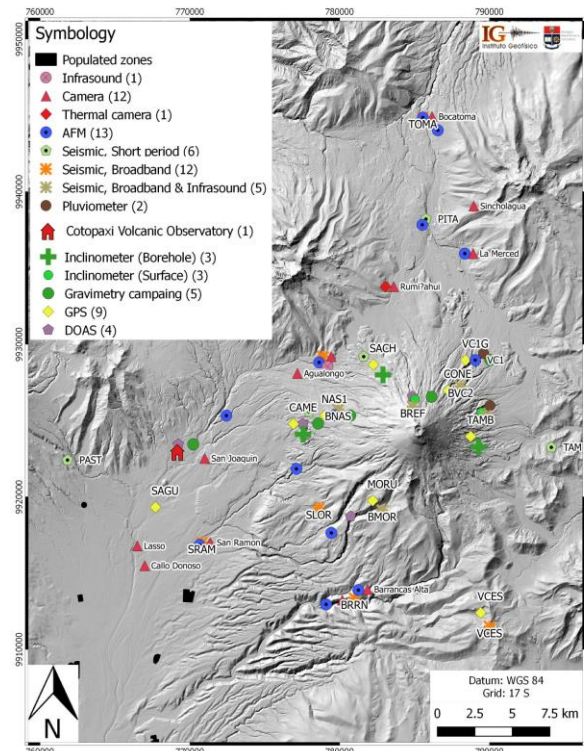 760000
770000
780000
790000
9950000
9940000
9930000
9920000
9910000
Symbology
Populated zones
Infrasound (1)
Camera (12)
Thermal camera (1)
AFM (13)
Seismic, Short period (6)
Seismic, Broadband (12)
Seismic, Broadband & Infrasound (5)
Pluviometer (2)
Cotopaxi Volcanic Observatory (1)
Inclinometer (Borehole) (3)
Inclinometer (Surface) (3)
Gravimetry campaing (5)
GPS (9)
DOAS (4)
IG
Instituto Geofísico
Bocatoma
TOMA
Sincholagua
PITA
La Merced
Rumi?ahui
SACH
VC1G
VC1
Agualongo
CONE
NAS1
BVC2
CAME
BNAS
BREF
TAMB
TAM
PAST
San Joaquin
SAGU
MORU
SLOR
BMOR
SRAM
San Ramon
Lasso
Callo Donoso
Barrancas Alta
BRRN
VCES
VCES
N
Datum: WGS 84
Grid: 17 S
0
2.5
5
7.5 km
760000
770000
780000
790000